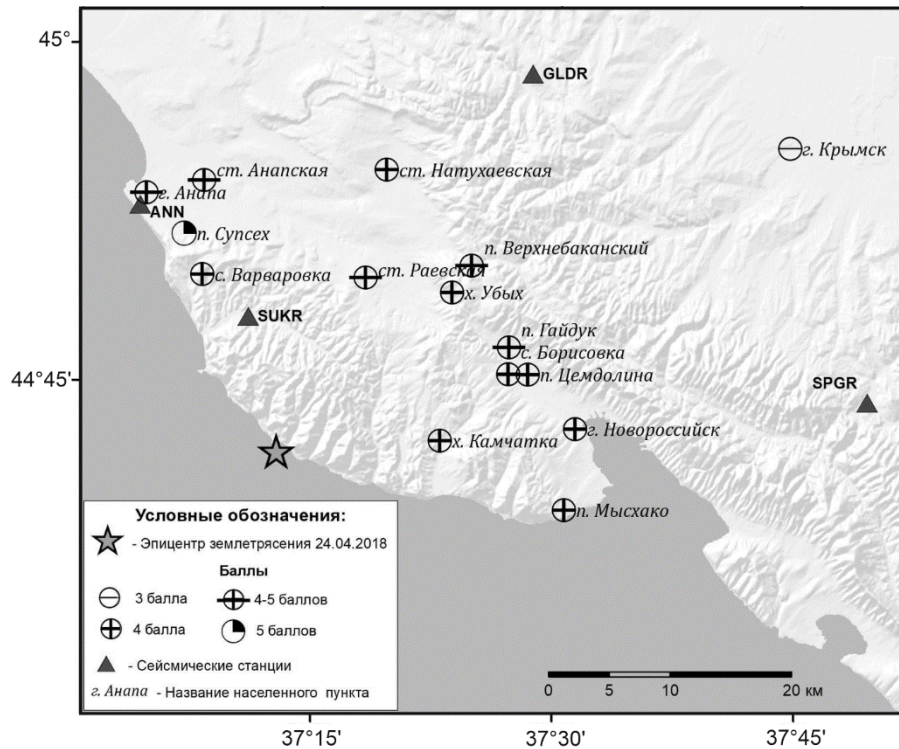 45°
GLDR
г. Крымск
ст. Анапская
ст. Натухаевская
г. Анапа
ANN
п. Супсех
п. Верхнебаканский
с. Варваровка
ст. Раевская
х. Убых
SUKR
п. Гайдук
с. Борисовка
44°45'
п. Цемдолина
SPGR
г. Новороссийск
х. Камчатка
п. Мысхако
Условные обозначения:
- Эпицентр землетрясения 24.04.2018
Баллы
3 балла
4-5 баллов
4 балла
5 баллов
- Сейсмические станции
г. Анапа - Название населенного пункта
0 5 10 20 км
37°15' 37°30' 37°45'